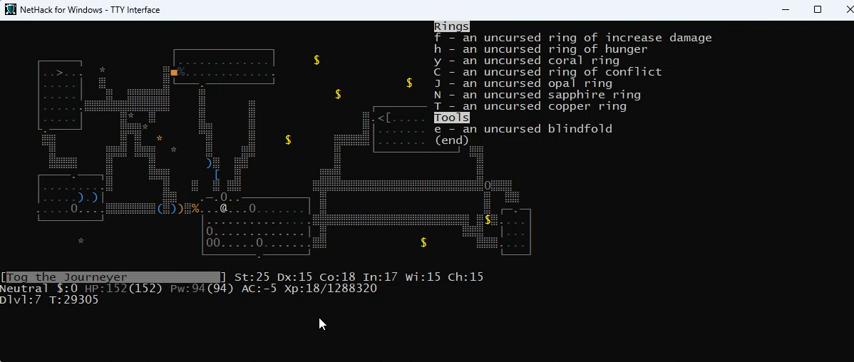 NetHack for Windows - TTY Interface
Rings
f - an uncursed ring of increase damage
h - an uncursed ring of hunger
y - an uncursed coral ring
C - an uncursed ring of conflict
J - an uncursed opal ring
N - an uncursed sapphire ring
T - an uncursed copper ring
Tools
e - an uncursed blindfold
(end)
[Tog the Journeyer ] St:25 Dx:15 Co:18 In:17 Wi:15 Ch:15
Neutral $:0 HP:152(152) Pw:94(94) AC:-5 Xp:18/1288320
Dlvl:7 T:29305